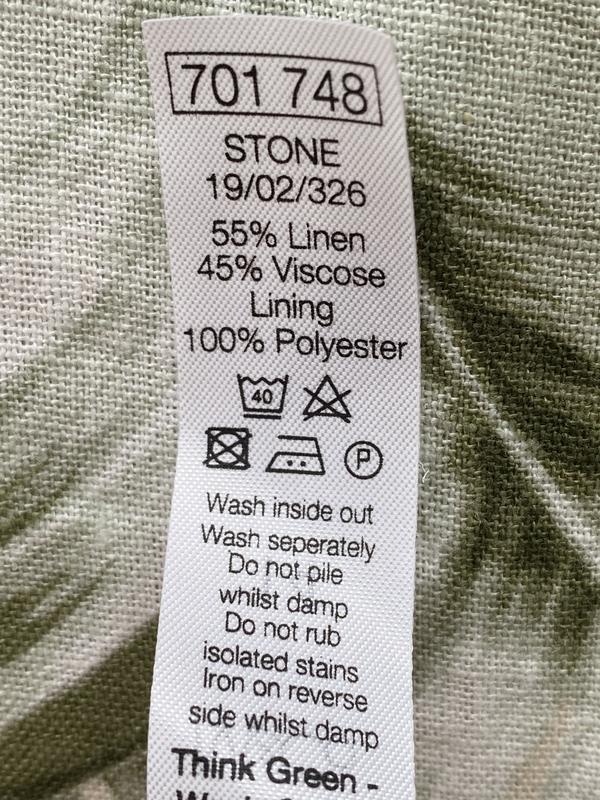 701 748
STONE
19/02/326
55% Linen
45% Viscose
Lining
100% Polyester
40
P
Wash inside out
Wash seperately
Do not pile
whilst damp
Do not rub
isolated stains
Iron on reverse
side whilst damp
Think Green -